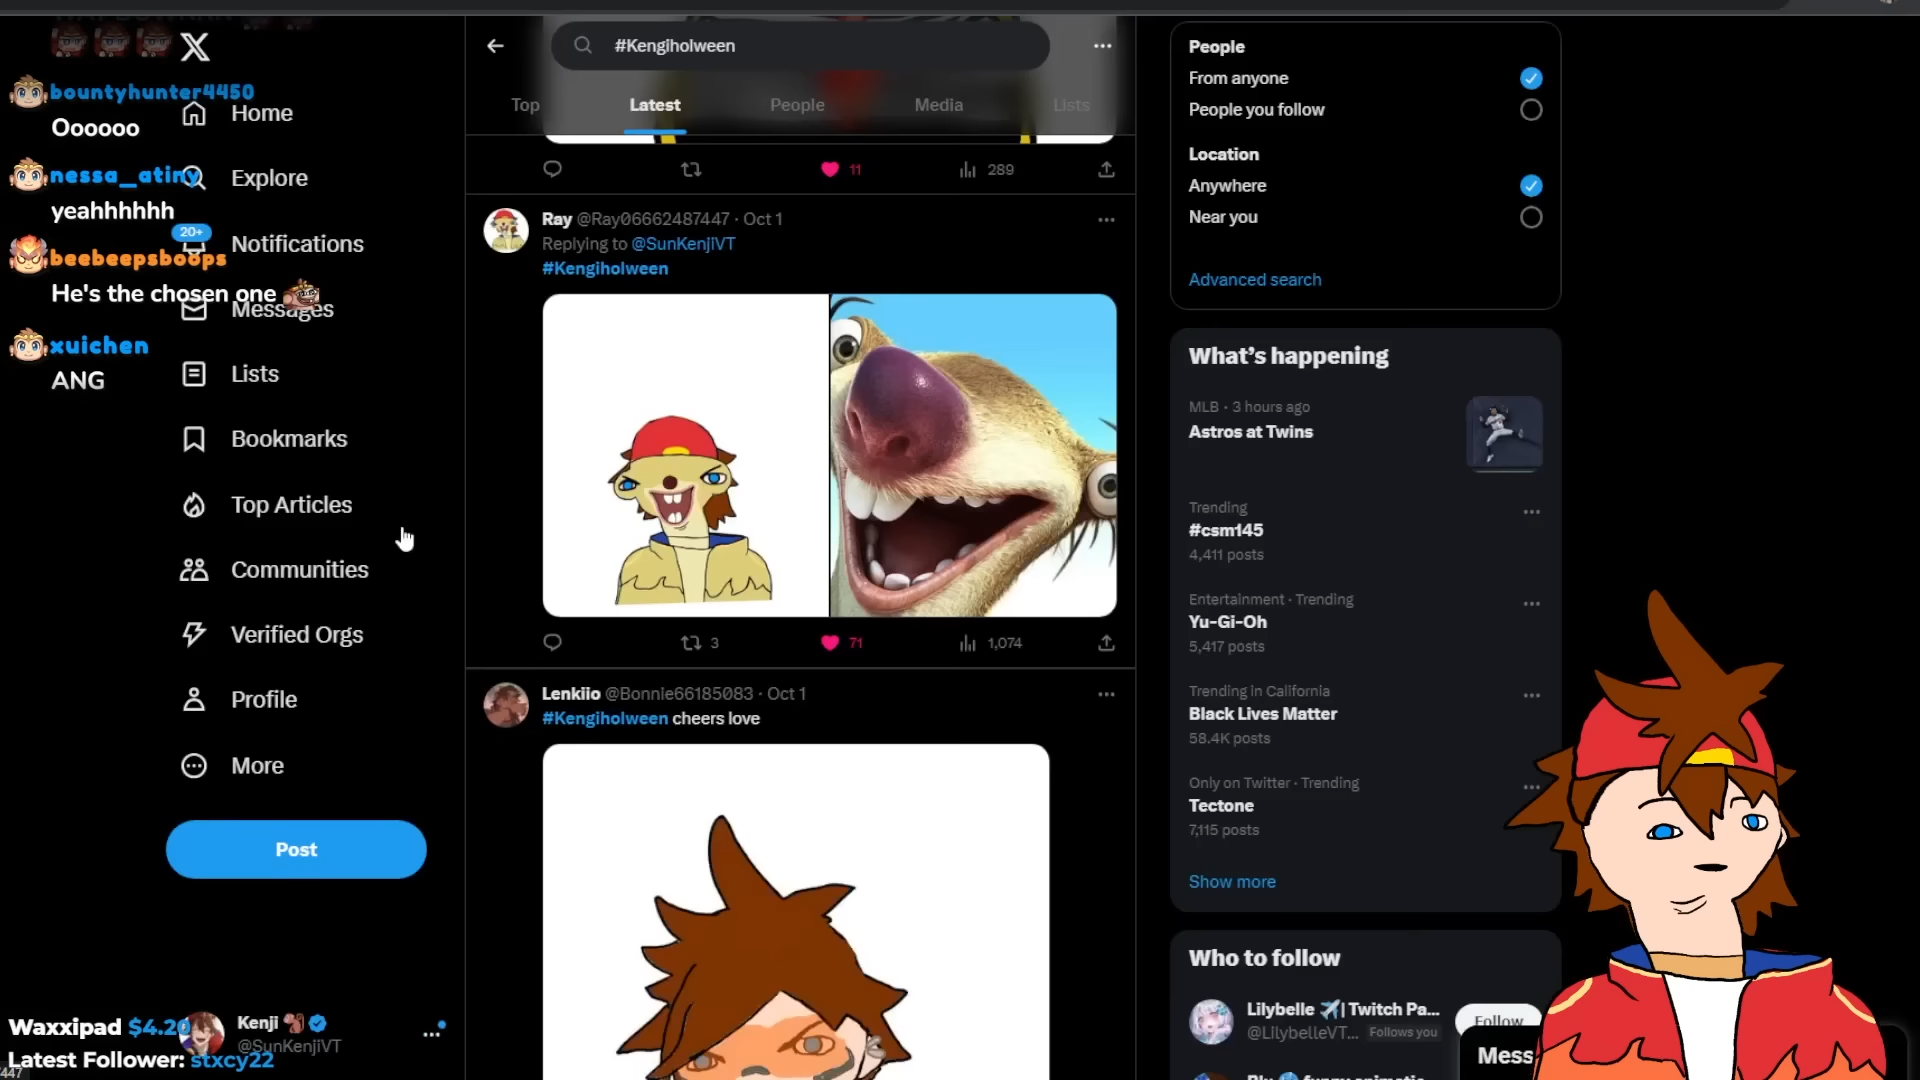 bountyhunter4450
Oooooo
nessa_atiny
yeahhhhhh
beebeepsboops
He's the chosen one
xuichen
ANG
Home
Explore
20+
Notifications
Messages
Lists
Bookmarks
Top Articles
Communities
Verified Orgs
Profile
More
Post
Waxxipad $4.20
Latest Follower: stxcy22
Kenji
@SunKenjiVT
#Kengiholween
Top
Latest
People
Media
Lists
11
289
Ray @Ray06662487447 · Oct 1
Replying to @SunKenjiVT
#Kengiholween
3
71
1,074
Lenkiio @Bonnie66185083 · Oct 1
#Kengiholween cheers love
People
From anyone
People you follow
Location
Anywhere
Near you
Advanced search
What's happening
MLB · 3 hours ago
Astros at Twins
Trending
#csm145
4,411 posts
Entertainment · Trending
Yu-Gi-Oh
5,417 posts
Trending in California
Black Lives Matter
58.4K posts
Only on Twitter · Trending
Tectone
7,115 posts
Show more
Who to follow
Lilybelle ✈️| Twitch Pa...
@LilybelleVT... Follows you
Follow
Mess